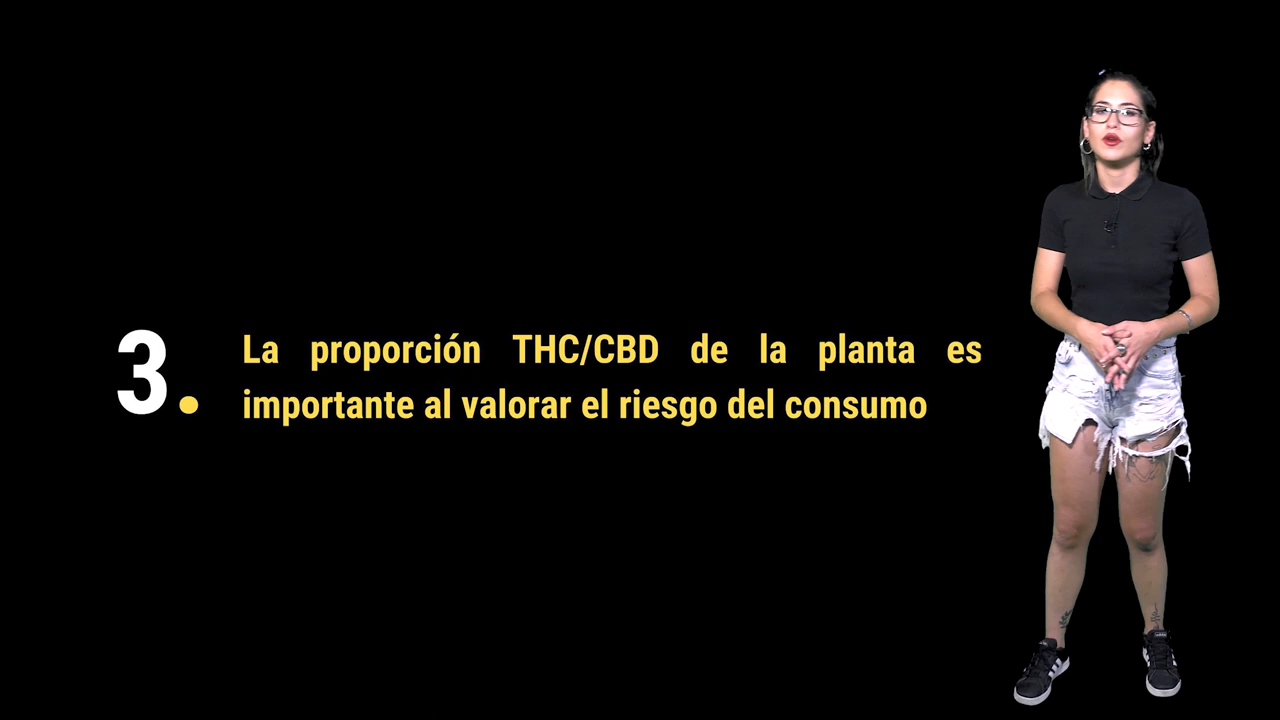 3. La proporción THC/CBD de la planta es
importante al valorar el riesgo del consumo